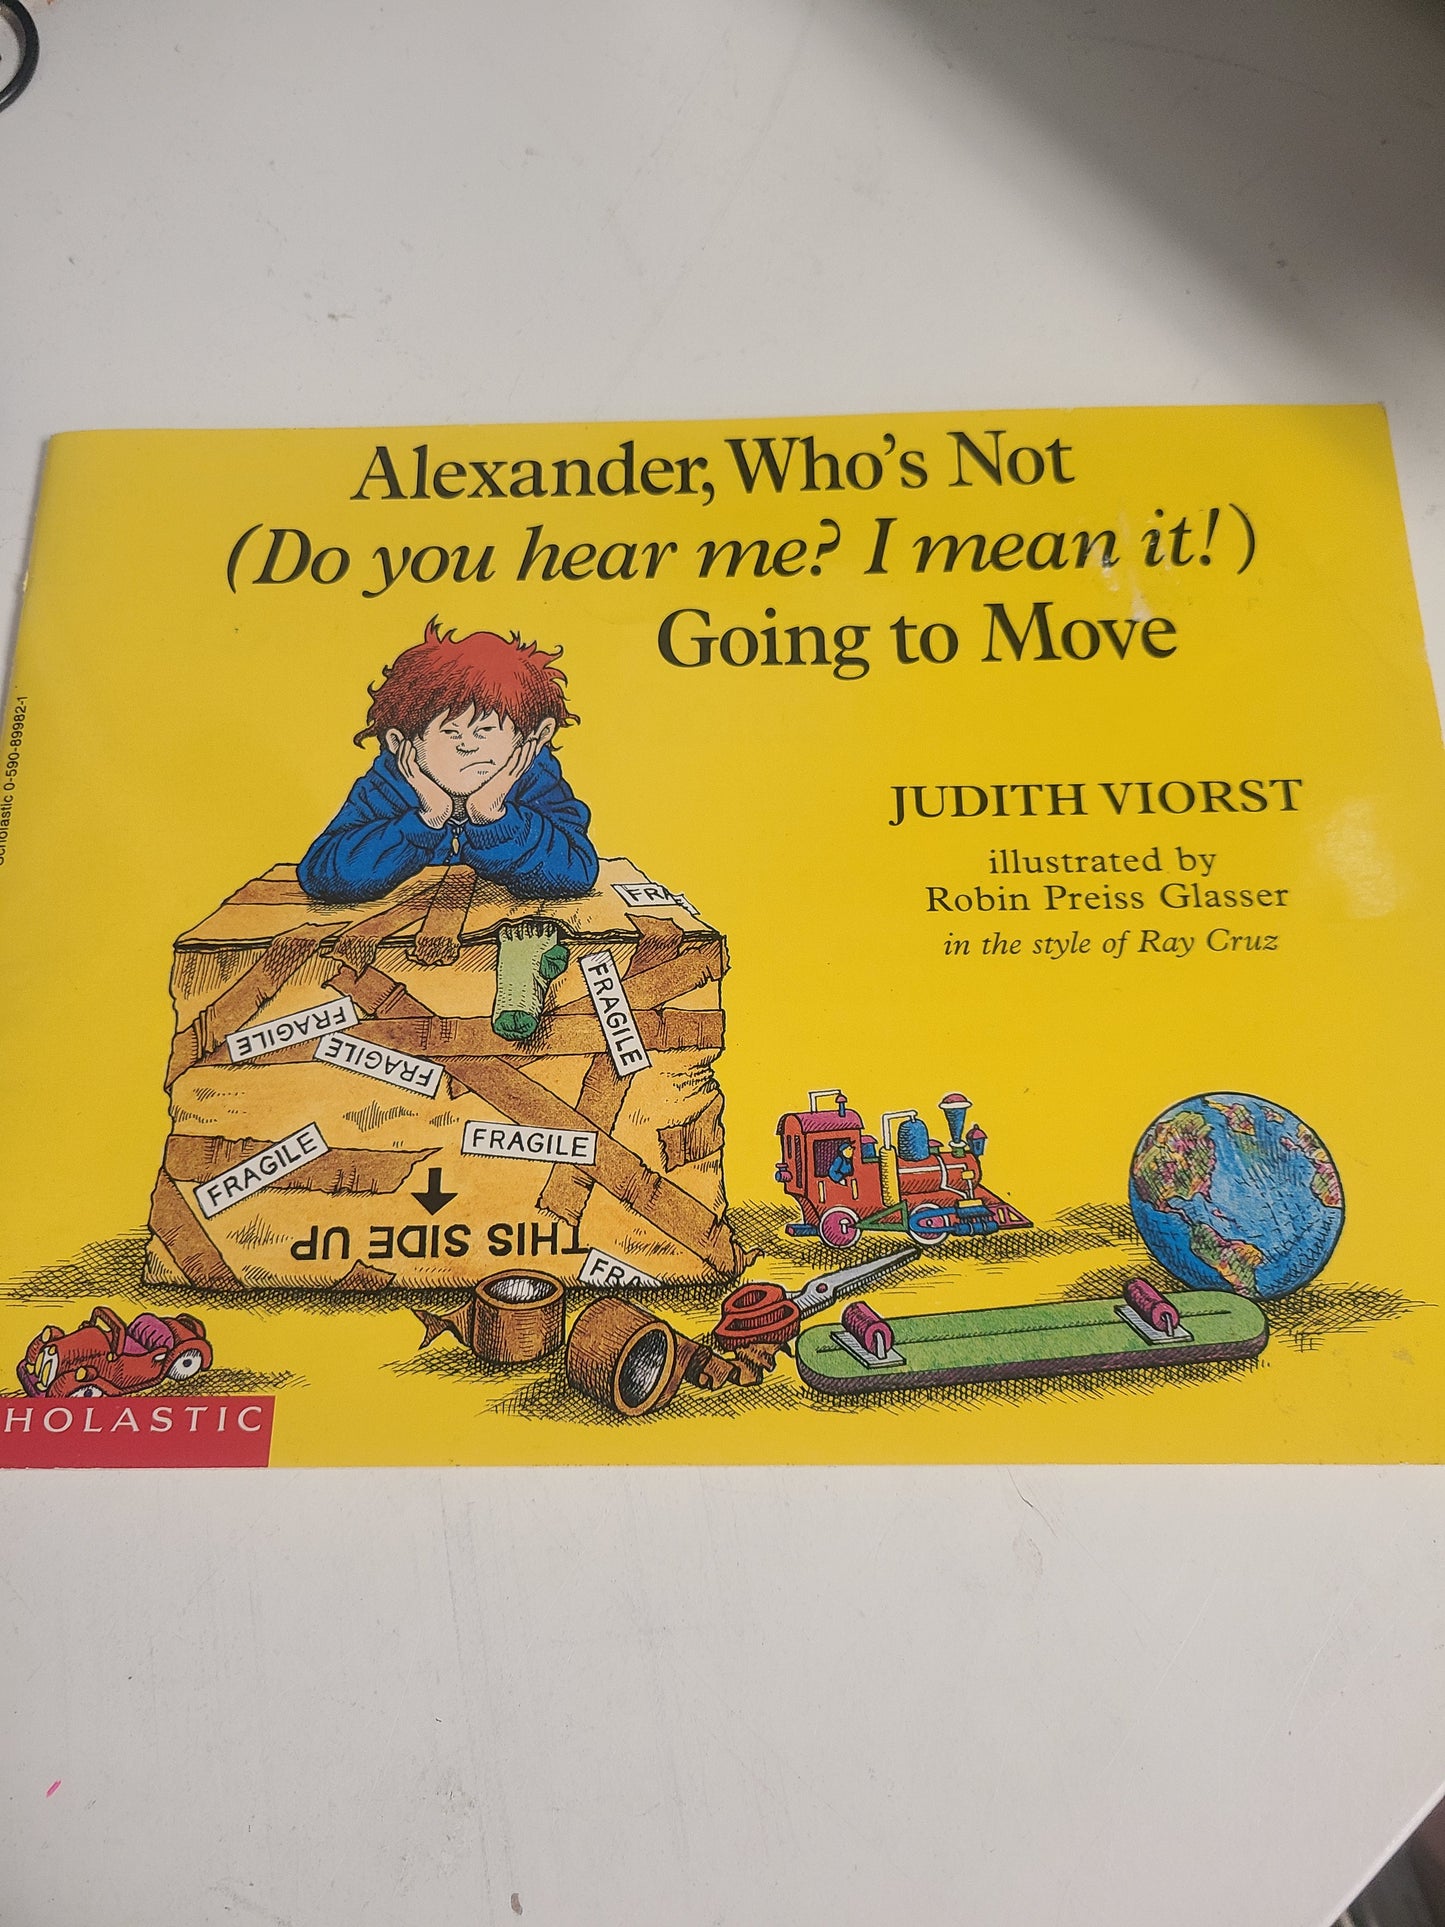 Alexander, Who's Not
(Do you hear me? I mean it!)
Going to Move
JUDITH VIORST
illustrated by
Robin Preiss Glasser
in the style of Ray Cruz
Scholastic 0-590-89982-1
FRA
FRAGILE
FRAGILE
FRAGILE
FRAGILE
FRAGILE
THIS SIDE UP
FRA
HOLASTIC